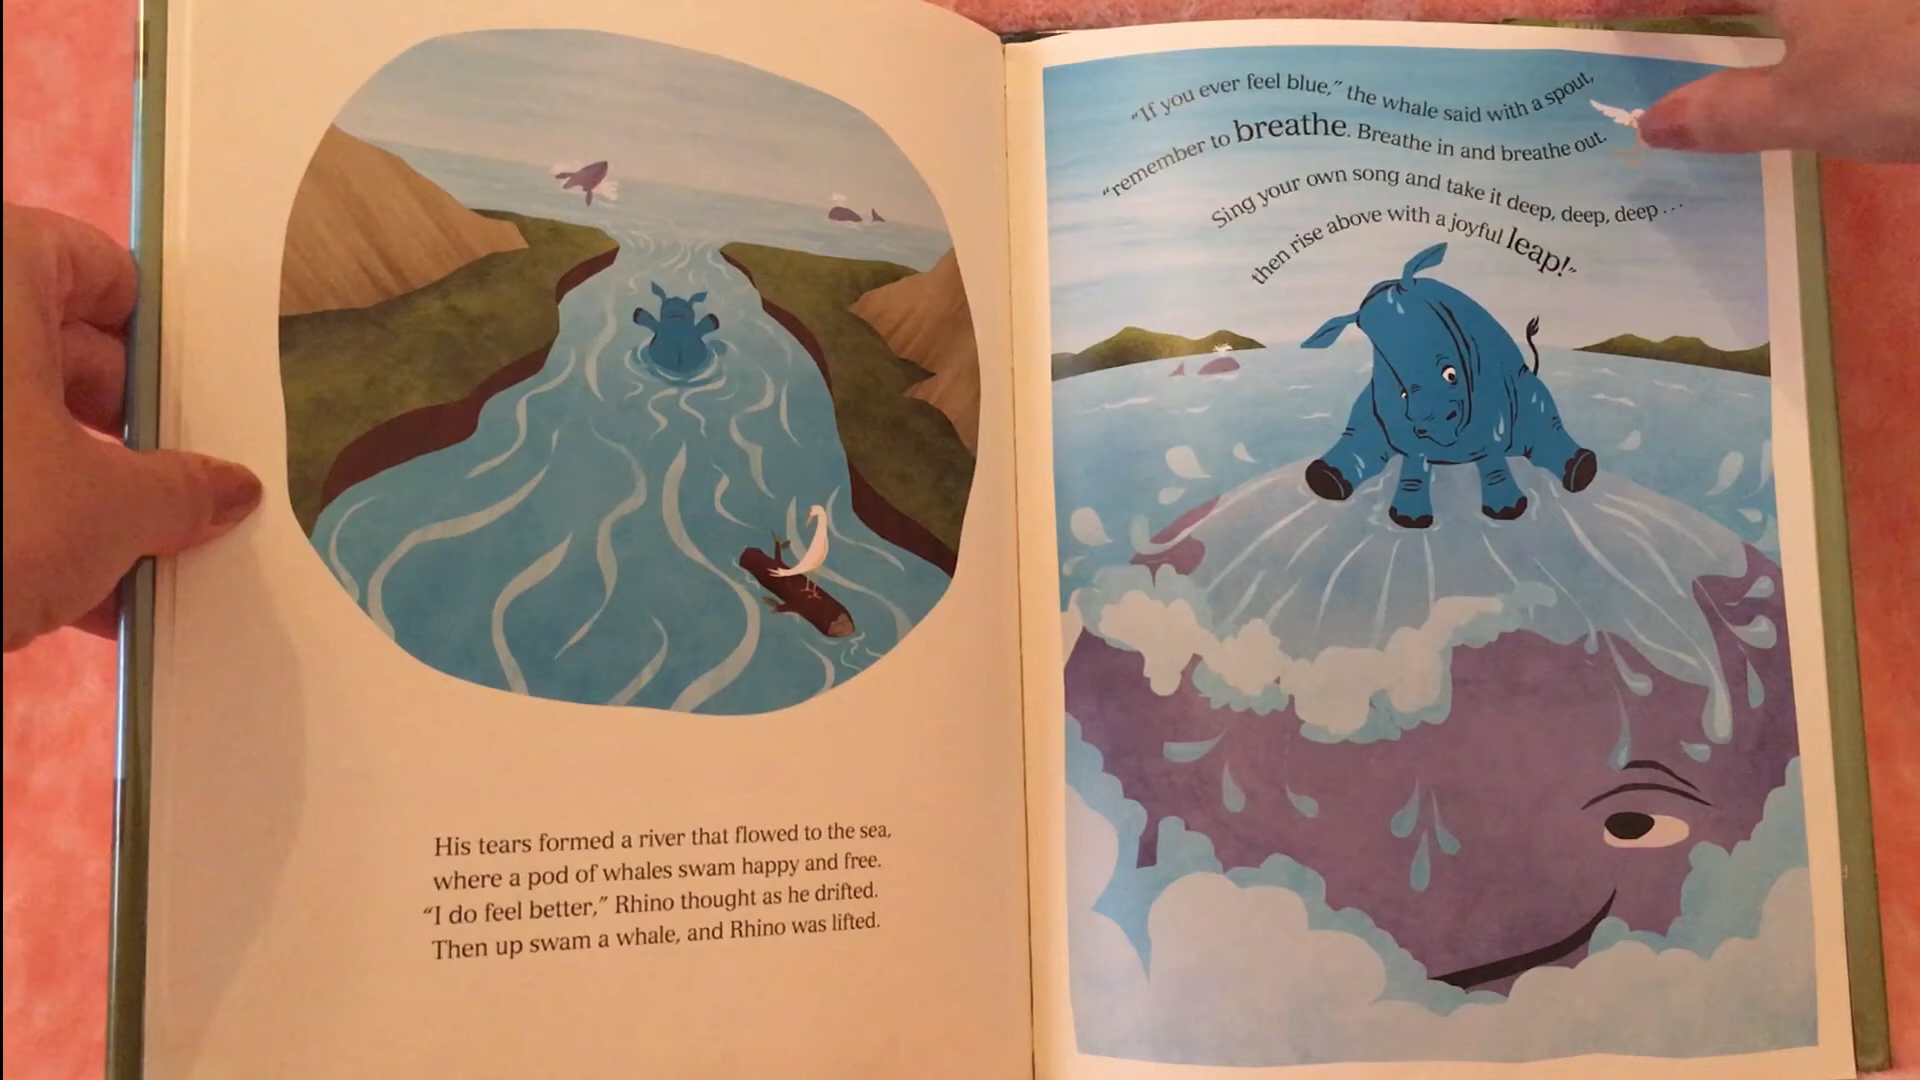 His tears formed a river that flowed to the sea,
where a pod of whales swam happy and free.
“I do feel better,” Rhino thought as he drifted.
Then up swam a whale, and Rhino was lifted.
“If you ever feel blue,” the whale said with a spout,
“remember to breathe. Breathe in and breathe out.
Sing your own song and take it deep, deep, deep . . .
then rise above with a joyful leap!”